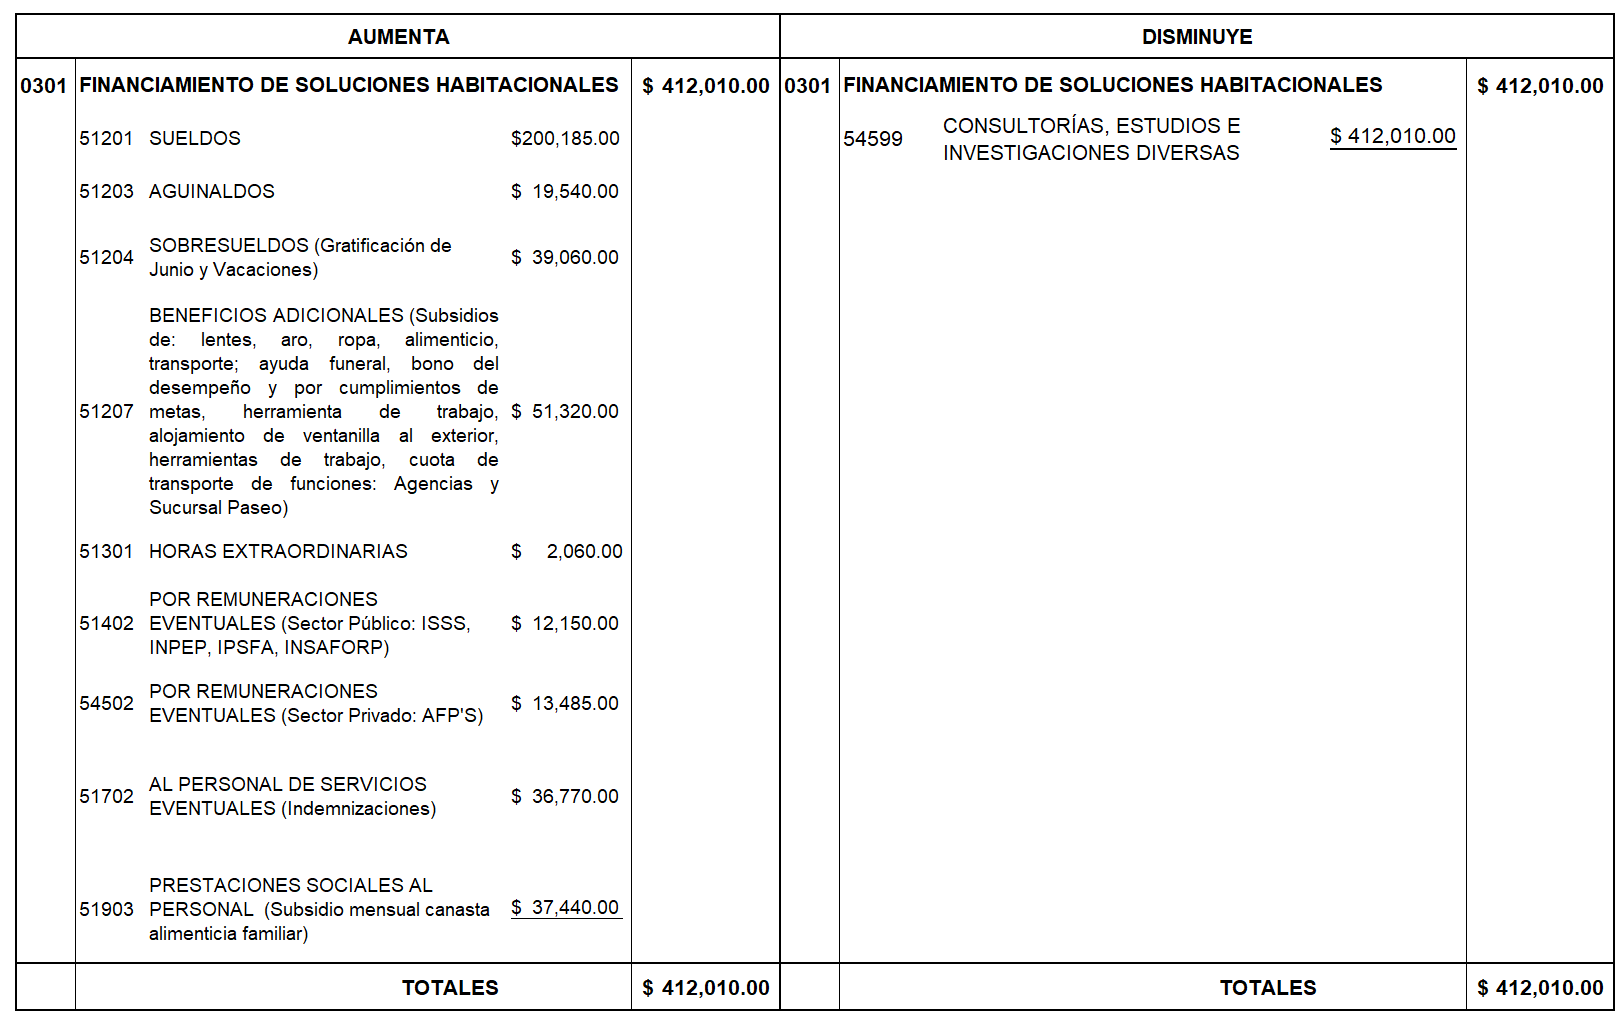 AUMENTA
DISMINUYE
0301 FINANCIAMIENTO DE SOLUCIONES HABITACIONALES $ 412,010.00
51201 SUELDOS $200,185.00
51203 AGUINALDOS $ 19,540.00
SOBRESUELDOS (Gratificación de
51204 $ 39,060.00
Junio y Vacaciones)
BENEFICIOS ADICIONALES (Subsidios
de: lentes, aro, ropa, alimenticio,
transporte; ayuda funeral, bono del
desempeño y por cumplimientos de
51207 metas, herramienta de trabajo, $ 51,320.00
alojamiento de ventanilla al exterior,
herramientas de trabajo, cuota de
transporte de funciones: Agencias y
Sucursal Paseo)
51301 HORAS EXTRAORDINARIAS $ 2,060.00
POR REMUNERACIONES
51402 EVENTUALES (Sector Público: ISSS, $ 12,150.00
INPEP, IPSFA, INSAFORP)
POR REMUNERACIONES
54502 $ 13,485.00
EVENTUALES (Sector Privado: AFP'S)
AL PERSONAL DE SERVICIOS
51702 $ 36,770.00
EVENTUALES (Indemnizaciones)
PRESTACIONES SOCIALES AL
51903 PERSONAL (Subsidio mensual canasta $ 37,440.00
alimenticia familiar)
TOTALES $ 412,010.00
0301 FINANCIAMIENTO DE SOLUCIONES HABITACIONALES $ 412,010.00
CONSULTORÍAS, ESTUDIOS E
54599 $ 412,010.00
INVESTIGACIONES DIVERSAS
TOTALES $ 412,010.00